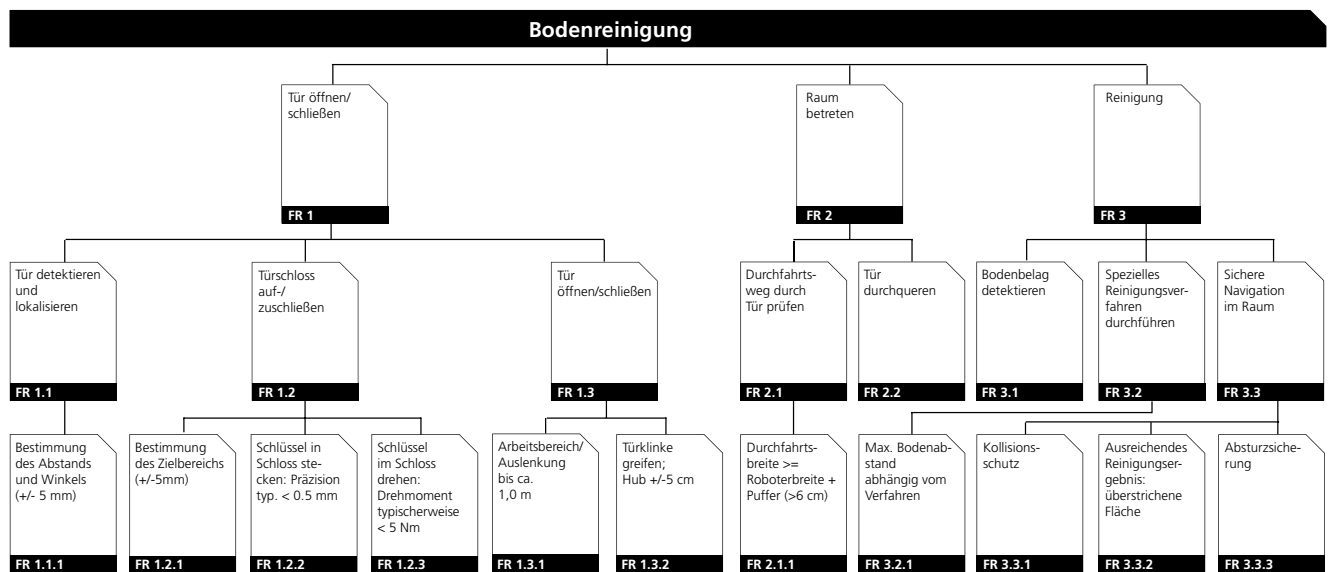 Bodenreinigung
Tür öffnen/
schließen
FR 1
Raum
betreten
FR 2
Reinigung
FR 3
Tür detektieren
und
lokalisieren
FR 1.1
Türschloss
auf-/
zuschließen
FR 1.2
Tür
öffnen/schließen
FR 1.3
Durchfahrts-
weg durch
Tür prüfen
FR 2.1
Tür
durchqueren
FR 2.2
Bodenbelag
detektieren
FR 3.1
Spezielles
Reinigungsver-
fahren
durchführen
FR 3.2
Sichere
Navigation
im Raum
FR 3.3
Bestimmung
des Abstands
und Winkels
(+/- 5 mm)
FR 1.1.1
Bestimmung
des Zielbereichs
(+/-5mm)
FR 1.2.1
Schlüssel in
Schloss ste-
cken: Präzision
typ. < 0.5 mm
FR 1.2.2
Schlüssel
im Schloss
drehen:
Drehmoment
typischerweise
< 5 Nm
FR 1.2.3
Arbeitsbereich/
Auslenkung
bis ca.
1,0 m
FR 1.3.1
Türklinke
greifen;
Hub +/-5 cm
FR 1.3.2
Durchfahrts-
breite >=
Roboterbreite +
Puffer (>6 cm)
FR 2.1.1
Max. Bodenab-
stand
abhängig vom
Verfahren
FR 3.2.1
Kollisions-
schutz
FR 3.3.1
Ausreichendes
Reinigungser-
gebnis:
überstrichene
Fläche
FR 3.3.2
Absturzsiche-
rung
FR 3.3.3